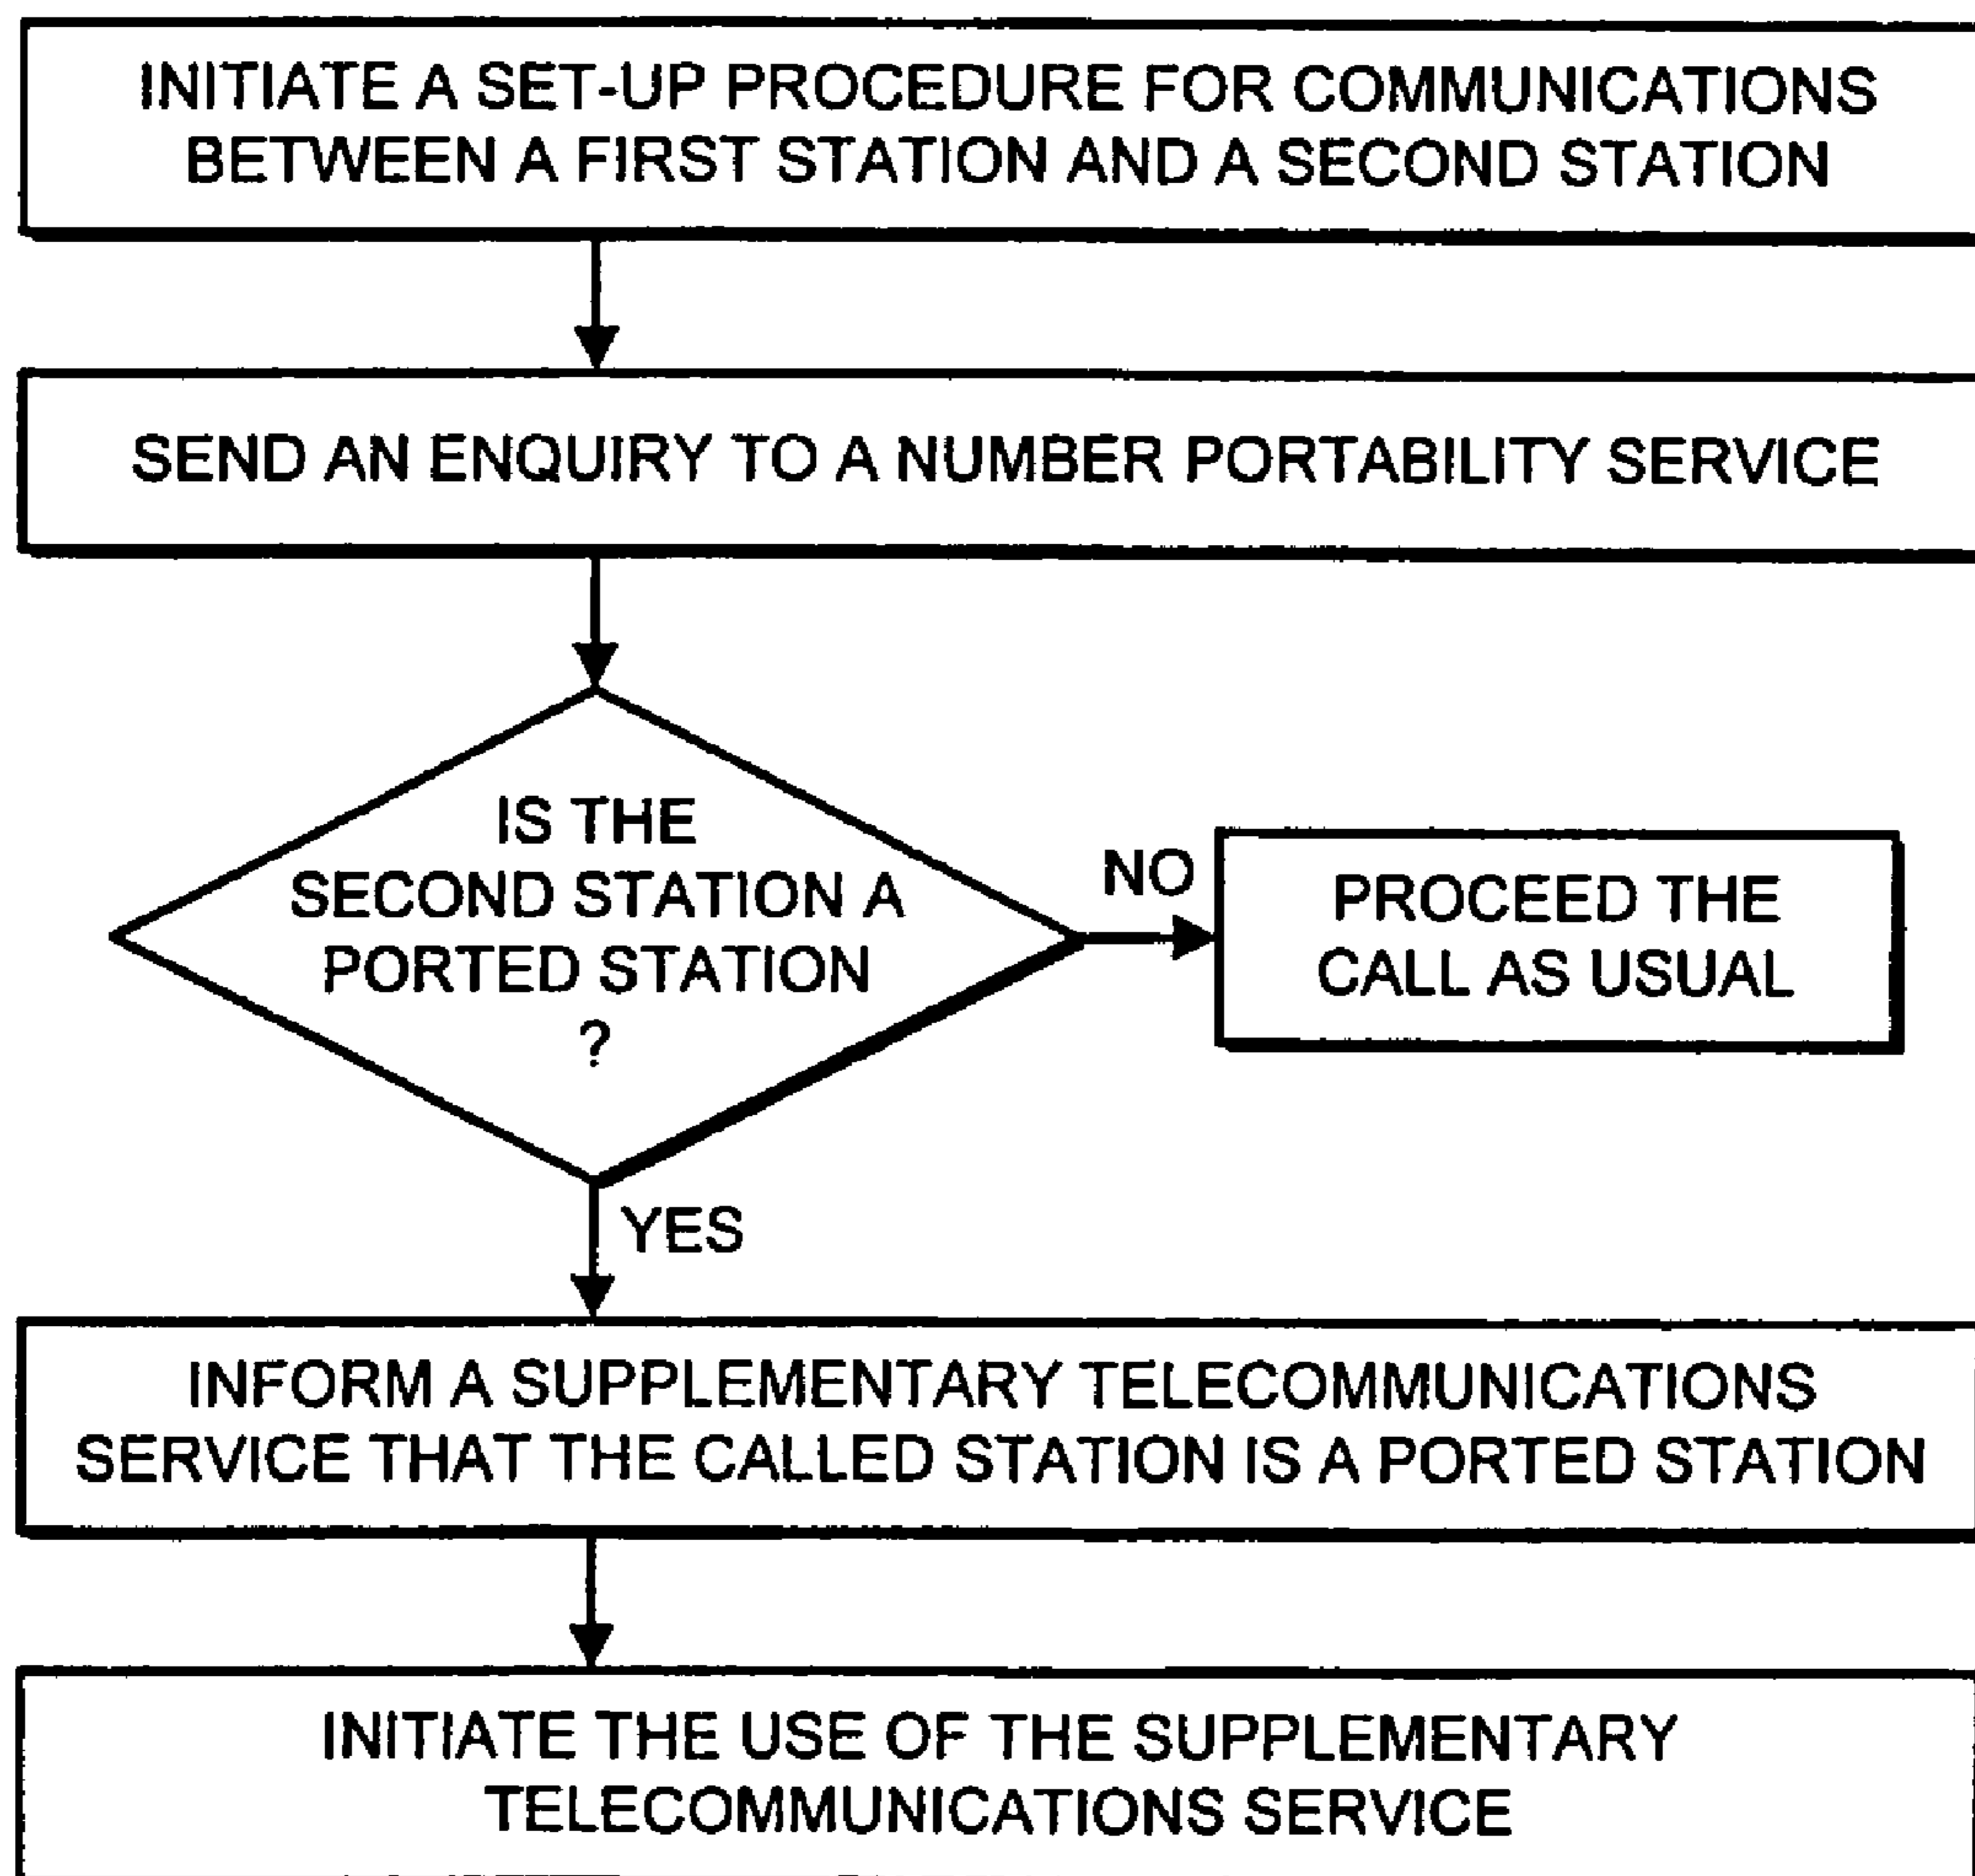 INITIATE A SET-UP PROCEDURE FOR COMMUNICATIONS
BETWEEN A FIRST STATION AND A SECOND STATION
SEND AN ENQUIRY TO A NUMBER PORTABILITY SERVICE
IS THE
SECOND STATION A
PORTED STATION
?
NO
PROCEED THE
CALL AS USUAL
YES
INFORM A SUPPLEMENTARY TELECOMMUNICATIONS
SERVICE THAT THE CALLED STATION IS A PORTED STATION
INITIATE THE USE OF THE SUPPLEMENTARY
TELECOMMUNICATIONS SERVICE